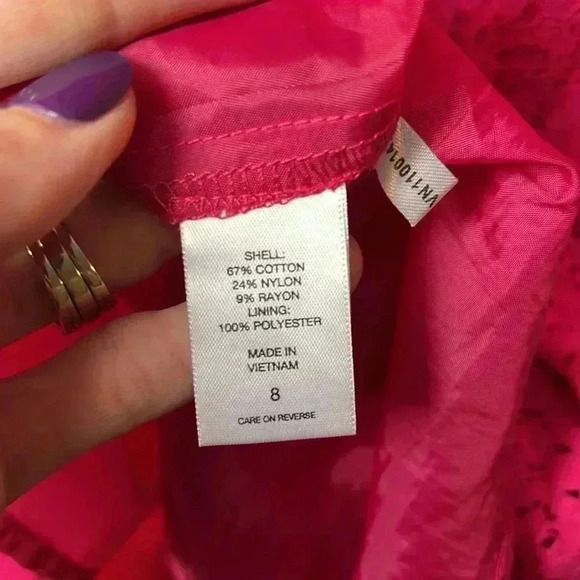 SHELL:
67% COTTON
24% NYLON
9% RAYON
LINING:
100% POLYESTER
MADE IN
VIETNAM
8
CARE ON REVERSE